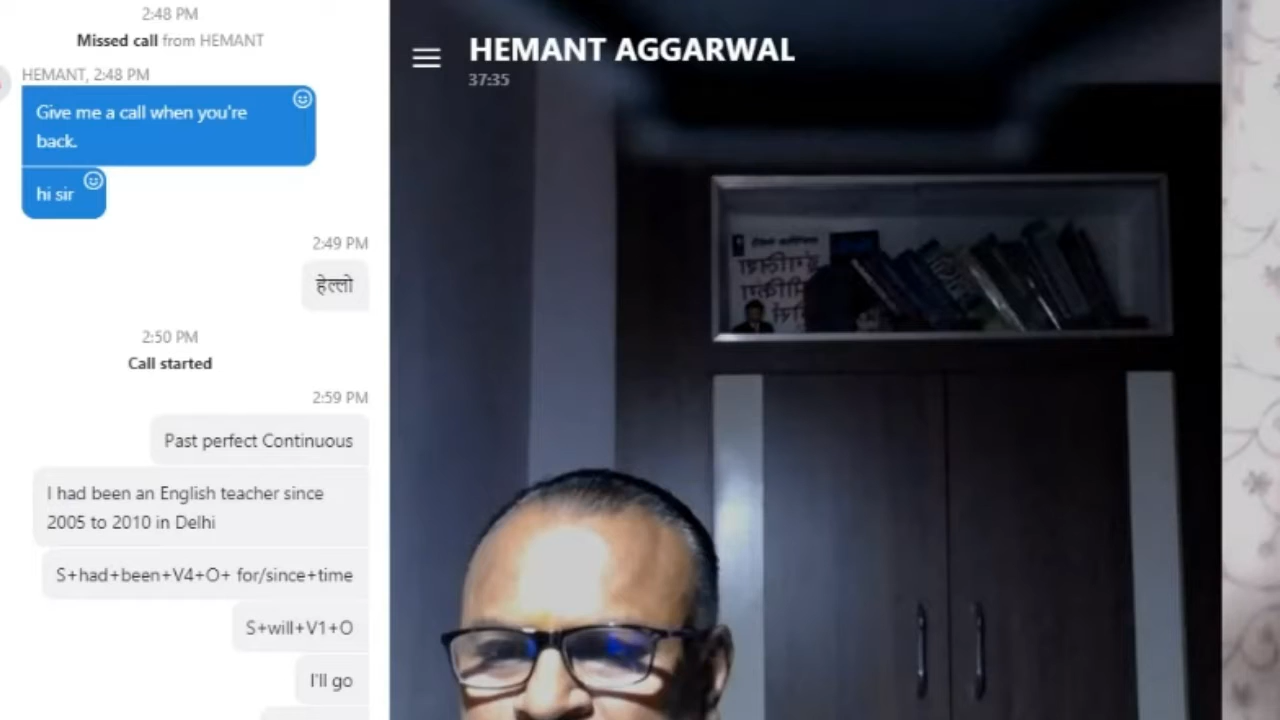 2:48 PM
Missed call from HEMANT
HEMANT, 2:48 PM
Give me a call when you're
back.
hi sir
2:49 PM
हेल्लो
2:50 PM
Call started
2:59 PM
Past perfect Continuous
I had been an English teacher since
2005 to 2010 in Delhi
S+had+been+V4+O+ for/since+time
S+will+V1+O
I'll go
HEMANT AGGARWAL
37:35